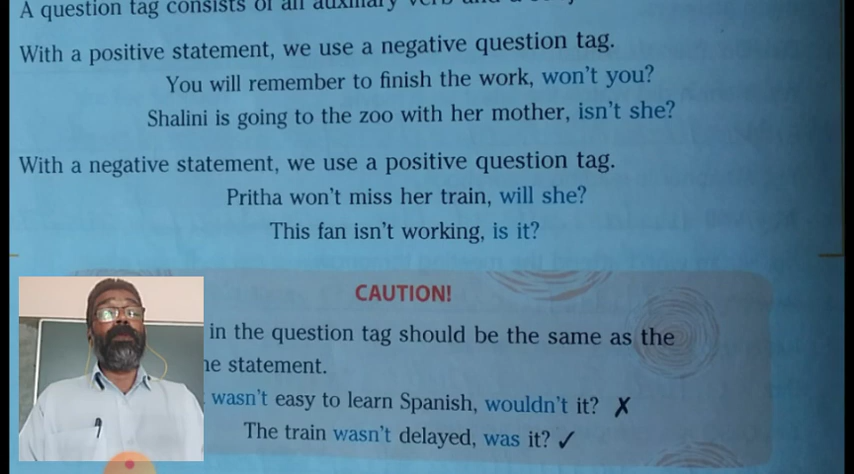 A question tag consists of an auxiliary verb and a
With a positive statement, we use a negative question tag.
You will remember to finish the work, won't you?
Shalini is going to the zoo with her mother, isn't she?
With a negative statement, we use a positive question tag.
Pritha won't miss her train, will she?
This fan isn't working, is it?
CAUTION!
in the question tag should be the same as the
statement.
wasn't easy to learn Spanish, wouldn't it? ✗
The train wasn't delayed, was it? ✓